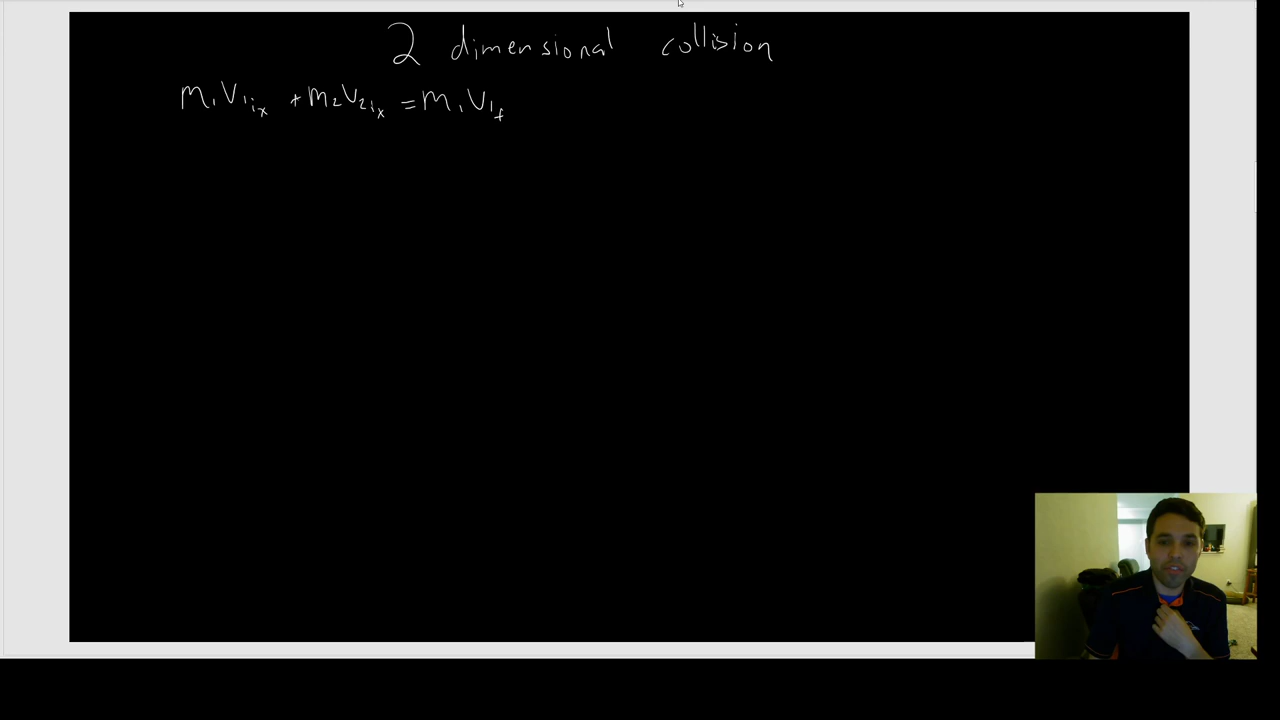 2 dimensional collision
m₁V₁ᵢₓ + m₂V₂ᵢₓ = m₁V₁f